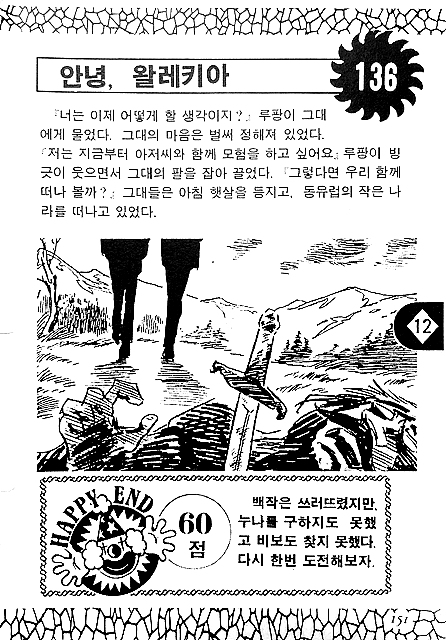 안녕, 왈레키아
136
『너는 이제 어떻게 할 생각이지?』 루팡이 그대
에게 물었다. 그대의 마음은 벌써 정해져 있었다.
『저는 지금부터 아저씨와 함께 모험을 하고 싶어요』 루팡이 빙
긋이 웃으면서 그대의 팔을 잡아 끌었다. 『그렇다면 우리 함께
떠나 볼까?』 그대들은 아침 햇살을 등지고, 동유럽의 작은 나
라를 떠나고 있었다.
12
HAPPY END
60
점
백작은 쓰러뜨렸지만,
누나를 구하지도 못했
고 비보도 찾지 못했다.
다시 한번 도전해보자.
151